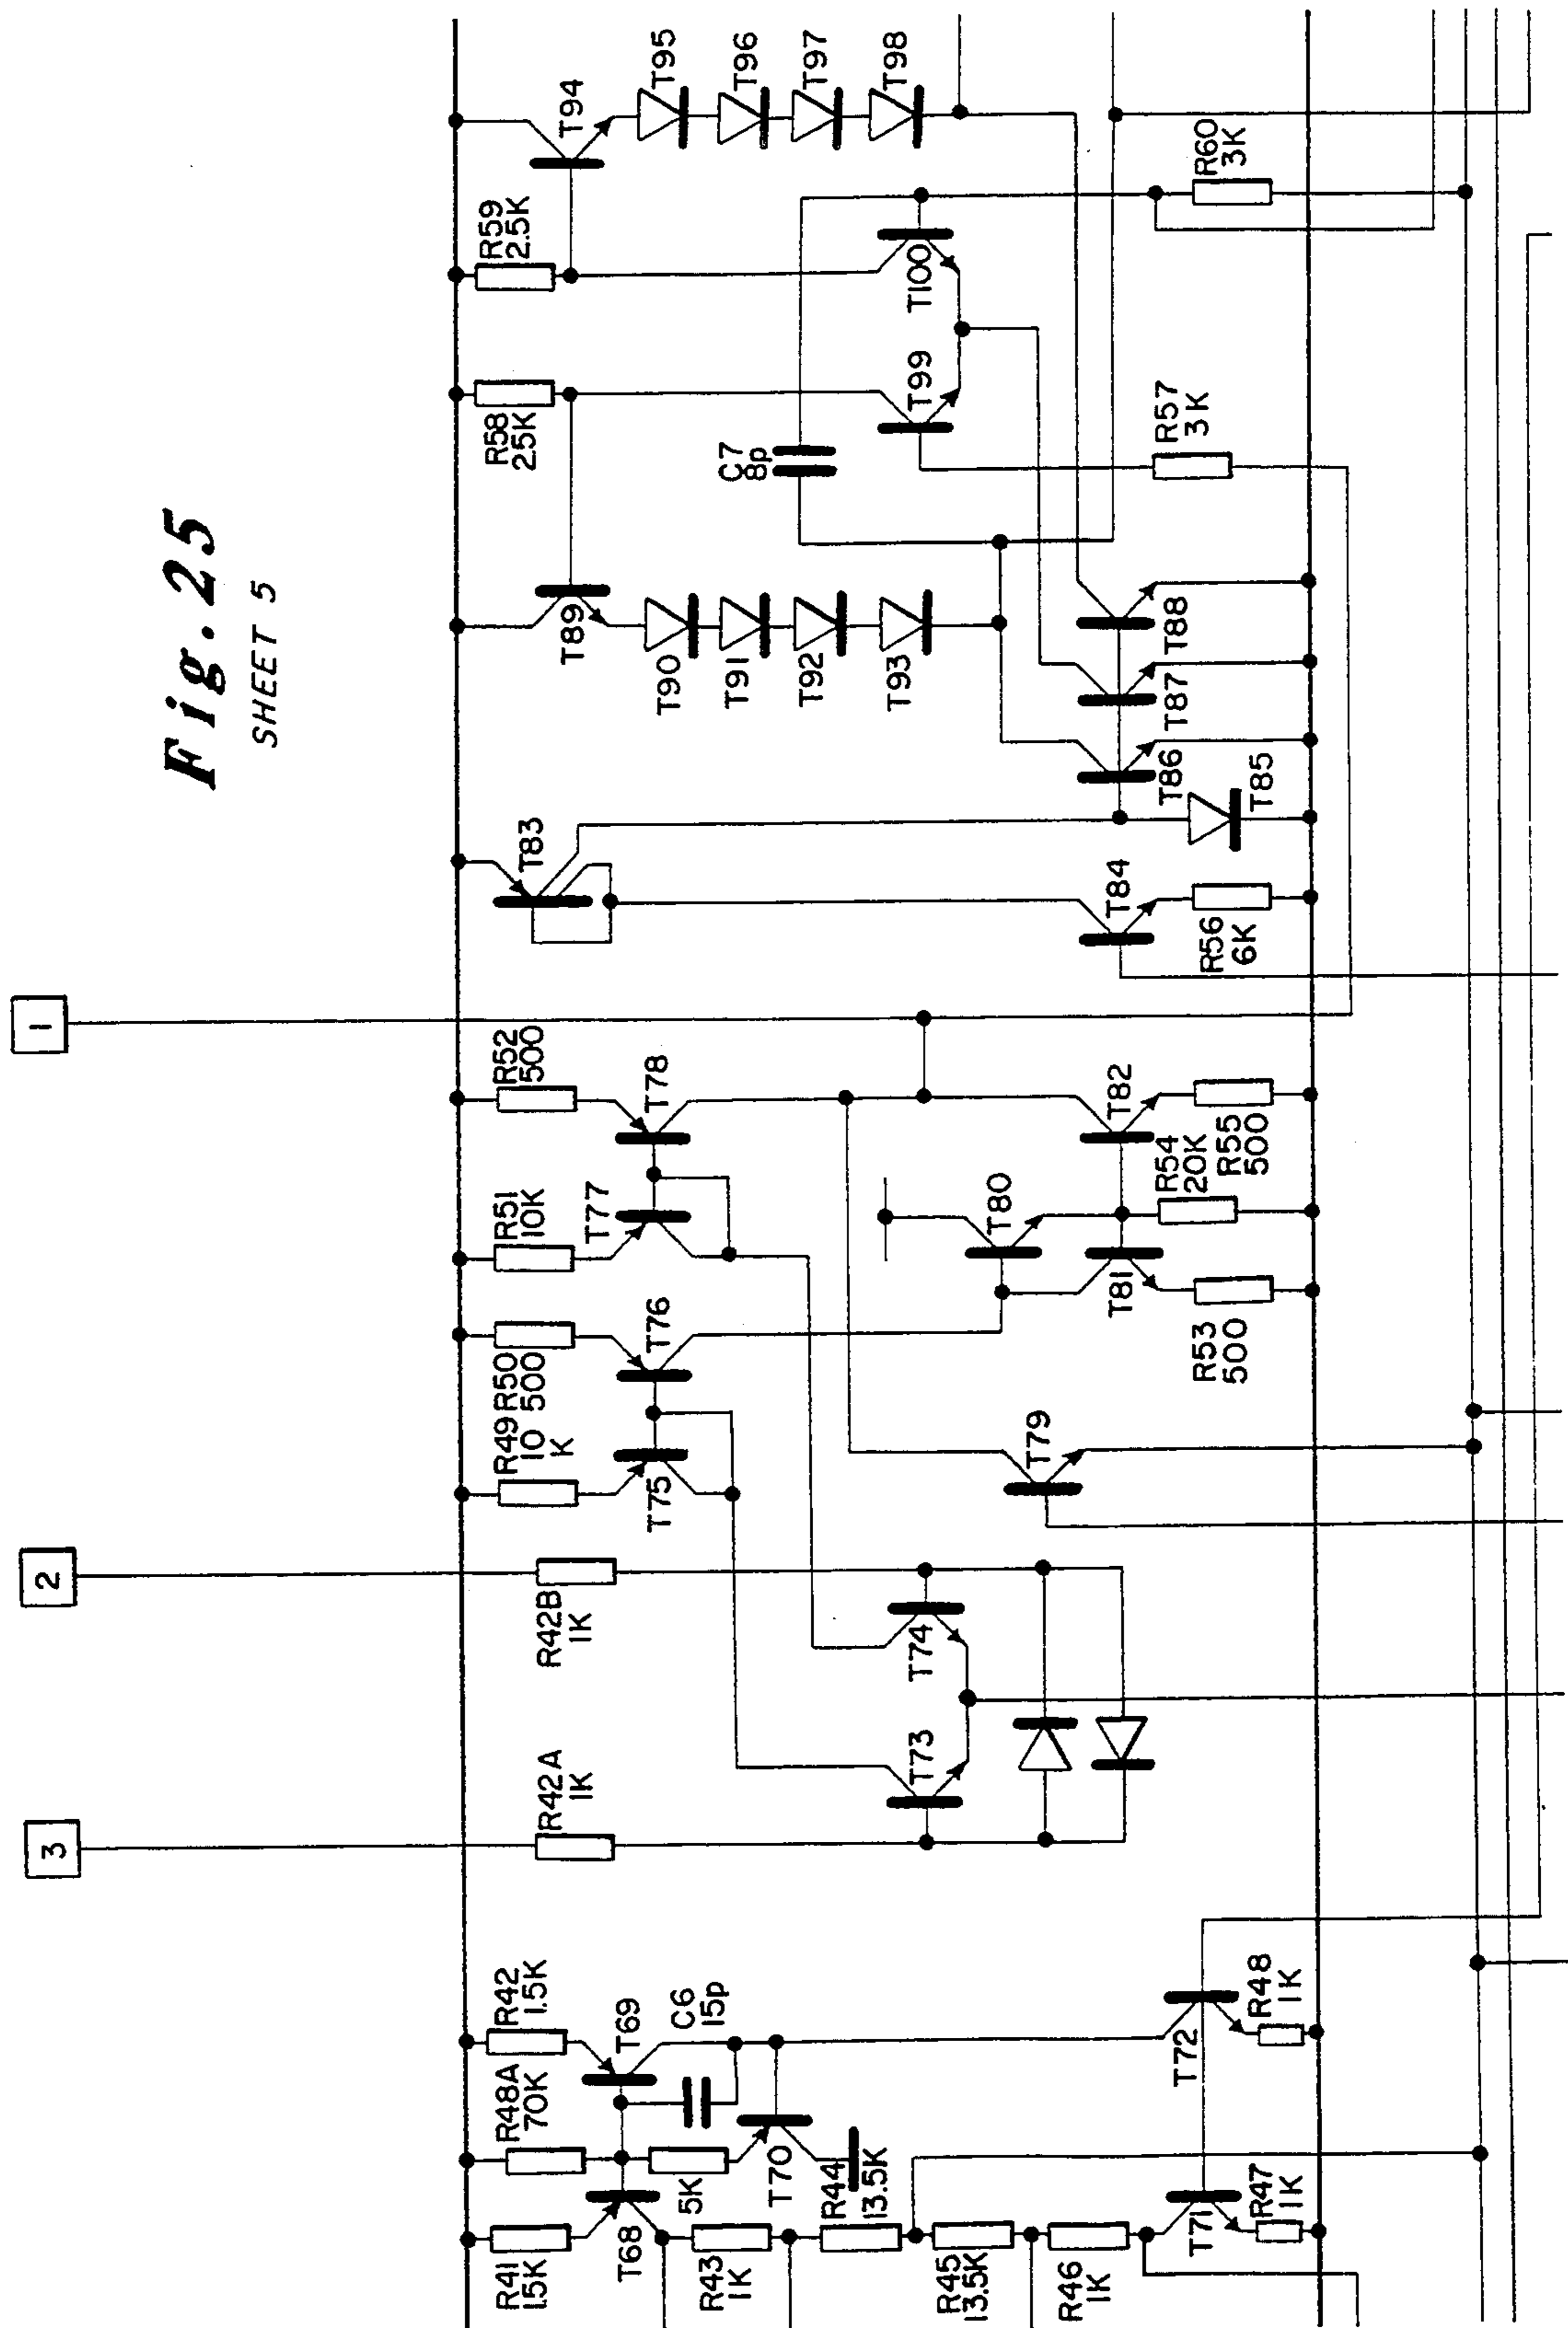 Fig. 25
SHEET 5
1
2
3
R41
1.5K
R48A
70K
R42
1.5K
T68
T69
C6
15p
5K
T70
R43
1K
R44
13.5K
R45
13.5K
R46
1K
T71
R47
1K
T72
R48
1K
R42A
1K
R42B
1K
T73
T74
R49
10
K
R50
500
T75
T76
R51
10K
R52
500
T77
T78
T79
T80
T81
T82
R53
500
R54
20K
R55
500
T83
T84
R56
6K
T85
T86
T87
T88
T89
T90
T91
T92
T93
R58
2.5K
R59
2.5K
C7
8p
T99
T100
R57
3K
R60
3K
T94
T95
T96
T97
T98